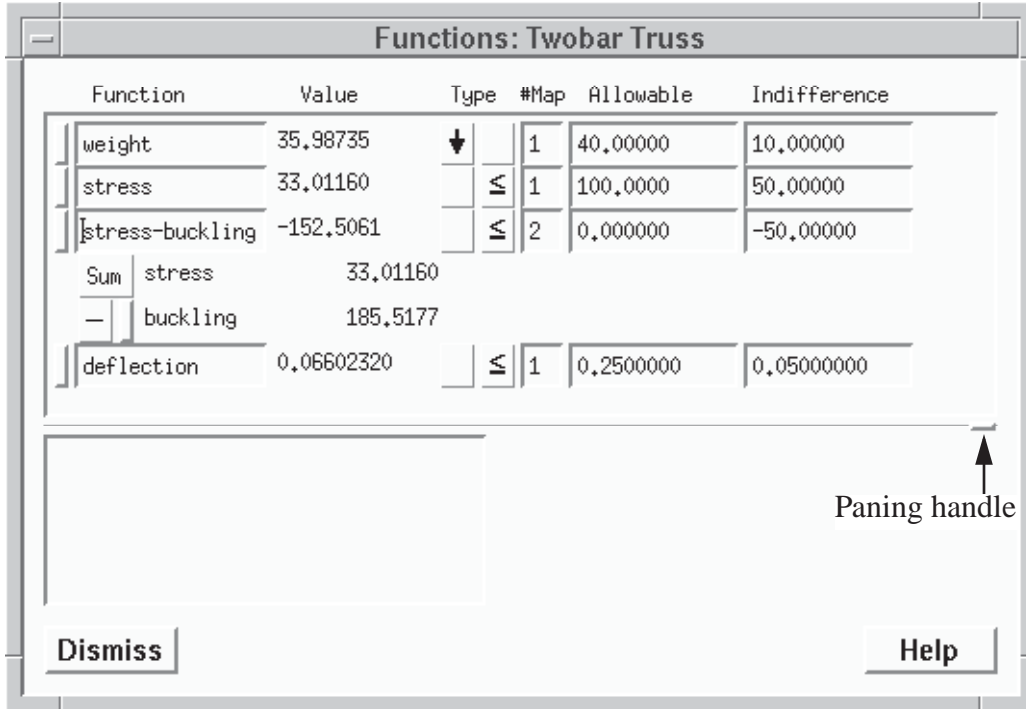 Functions: Twobar Truss
Function Value Type #Map Allowable Indifference
weight 35.98735 1 40.00000 10.00000
stress 33.01160 ≤ 1 100.0000 50.00000
stress-buckling -152.5061 ≤ 2 0.000000 -50.00000
Sum stress 33.01160
— buckling 185.5177
deflection 0.06602320 ≤ 1 0.2500000 0.05000000
Paning handle
Dismiss Help